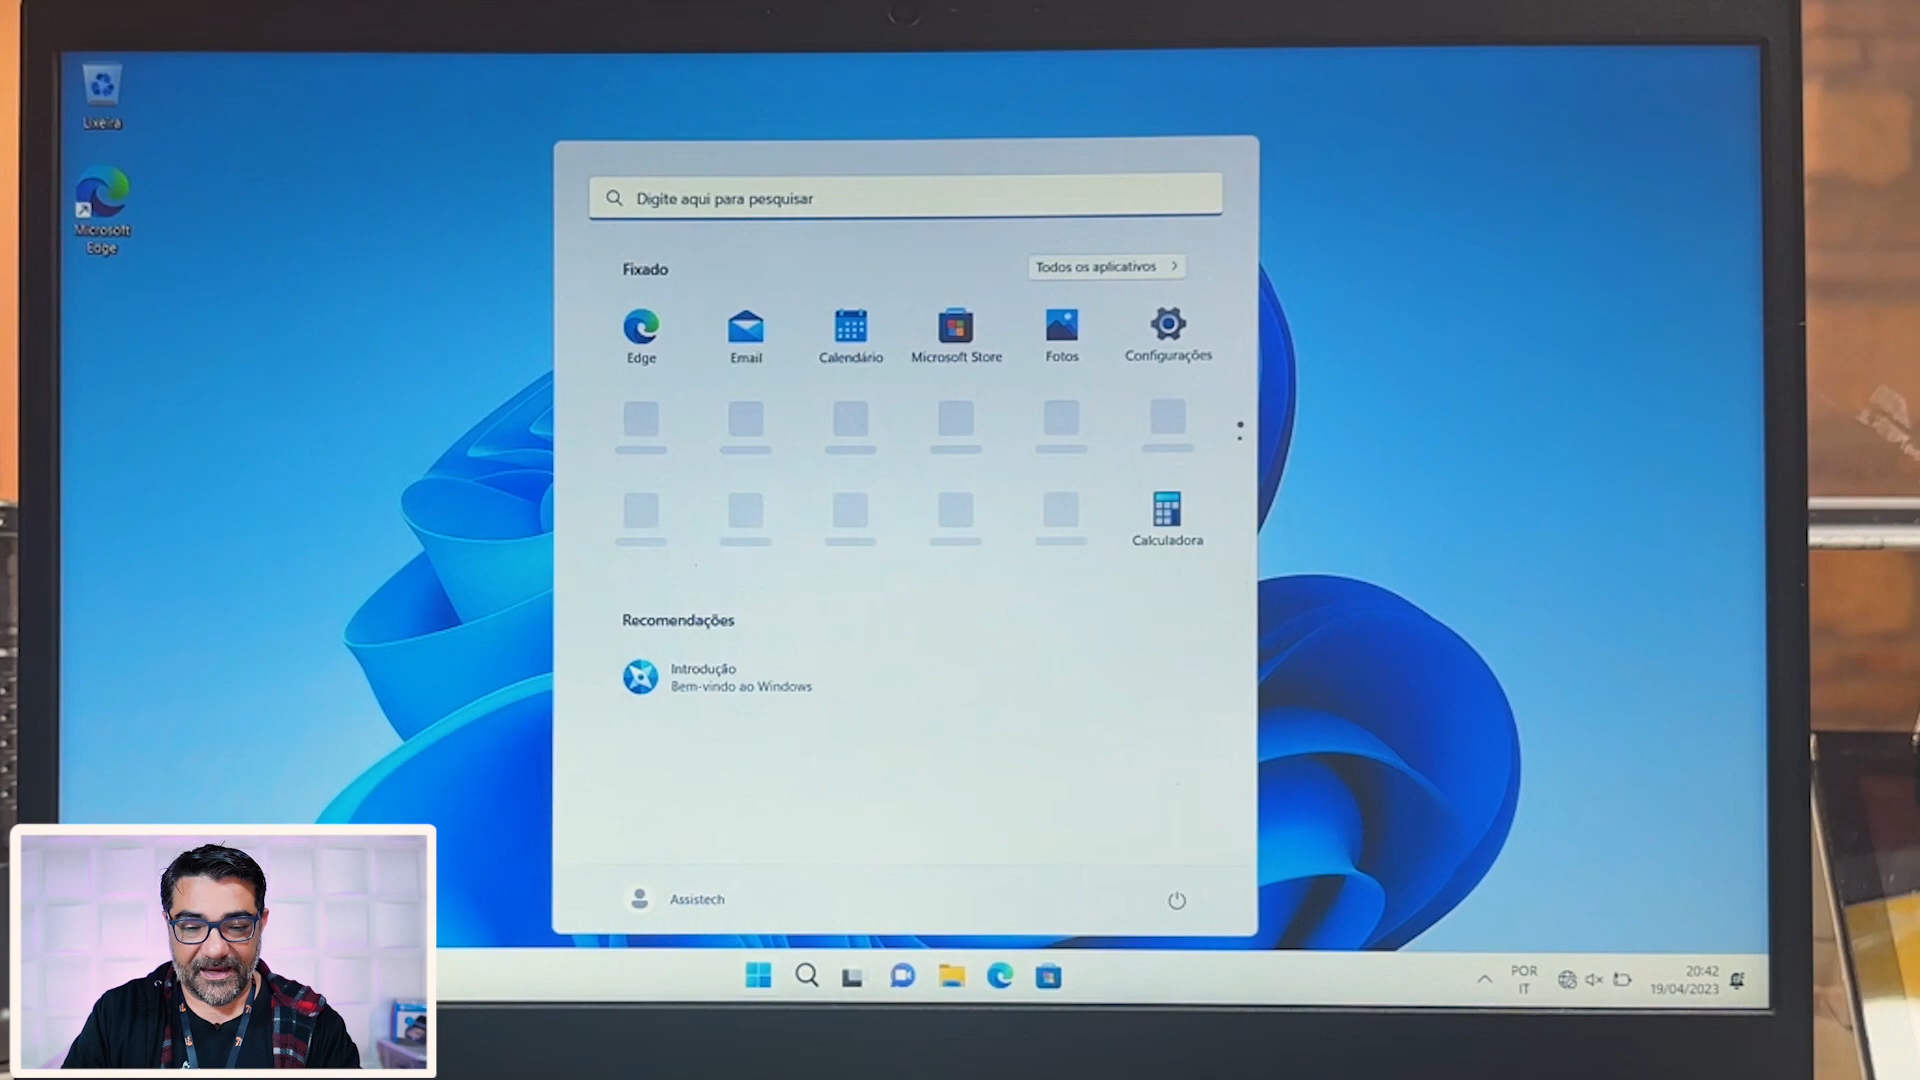 Lixeira
Microsoft
Edge
Digite aqui para pesquisar
Fixado
Todos os aplicativos
Edge
Email
Calendário
Microsoft Store
Fotos
Configurações
Calculadora
Recomendações
Introdução
Bem-vindo ao Windows
Assistech
POR
IT
20:42
19/04/2023